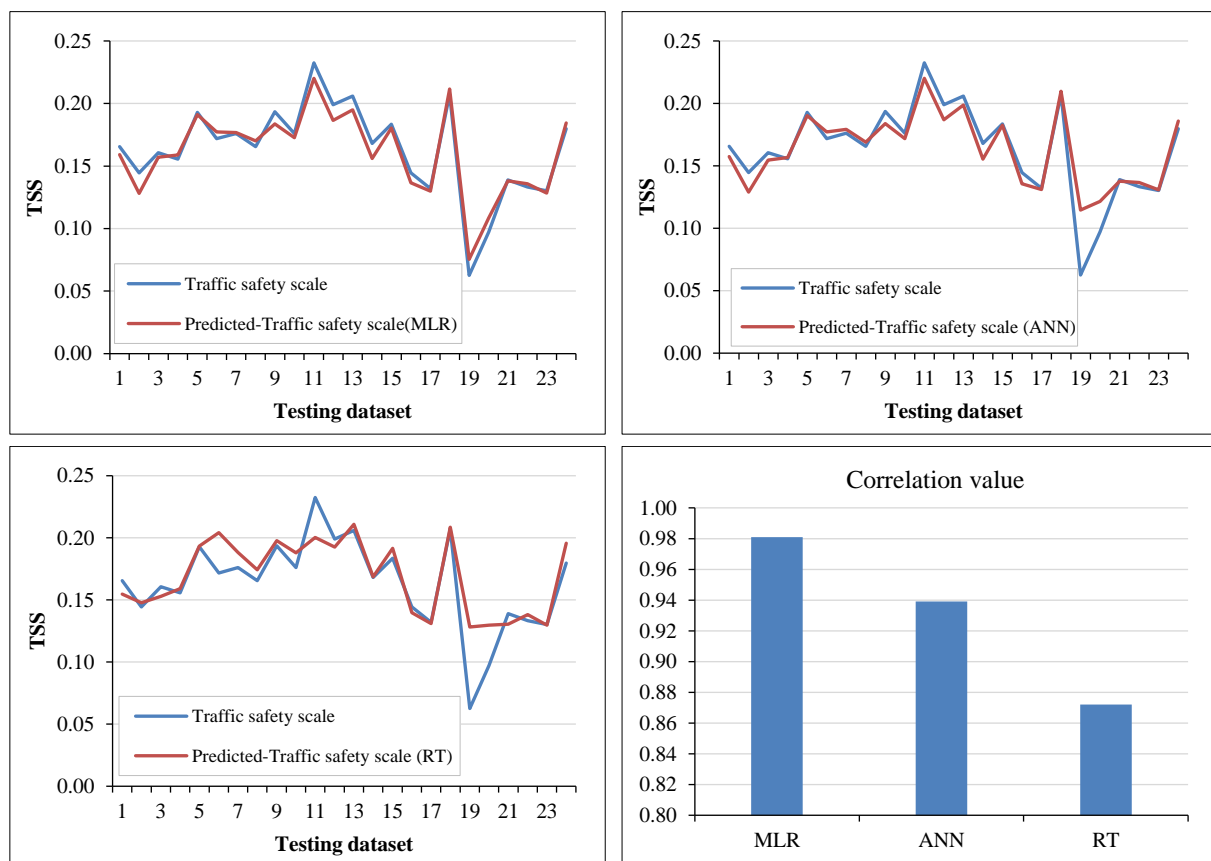 0.25
0.20
0.15
0.10
0.05
0.00
TSS
Traffic safety scale
Predicted-Traffic safety scale(MLR)
1 3 5 7 9 11 13 15 17 19 21 23
Testing dataset
0.25
0.20
0.15
0.10
0.05
0.00
TSS
Traffic safety scale
Predicted-Traffic safety scale (ANN)
1 3 5 7 9 11 13 15 17 19 21 23
Testing dataset
0.25
0.20
0.15
0.10
0.05
0.00
TSS
Traffic safety scale
Predicted-Traffic safety scale (RT)
1 3 5 7 9 11 13 15 17 19 21 23
Testing dataset
Correlation value
1.00
0.98
0.96
0.94
0.92
0.90
0.88
0.86
0.84
0.82
0.80
MLR ANN RT